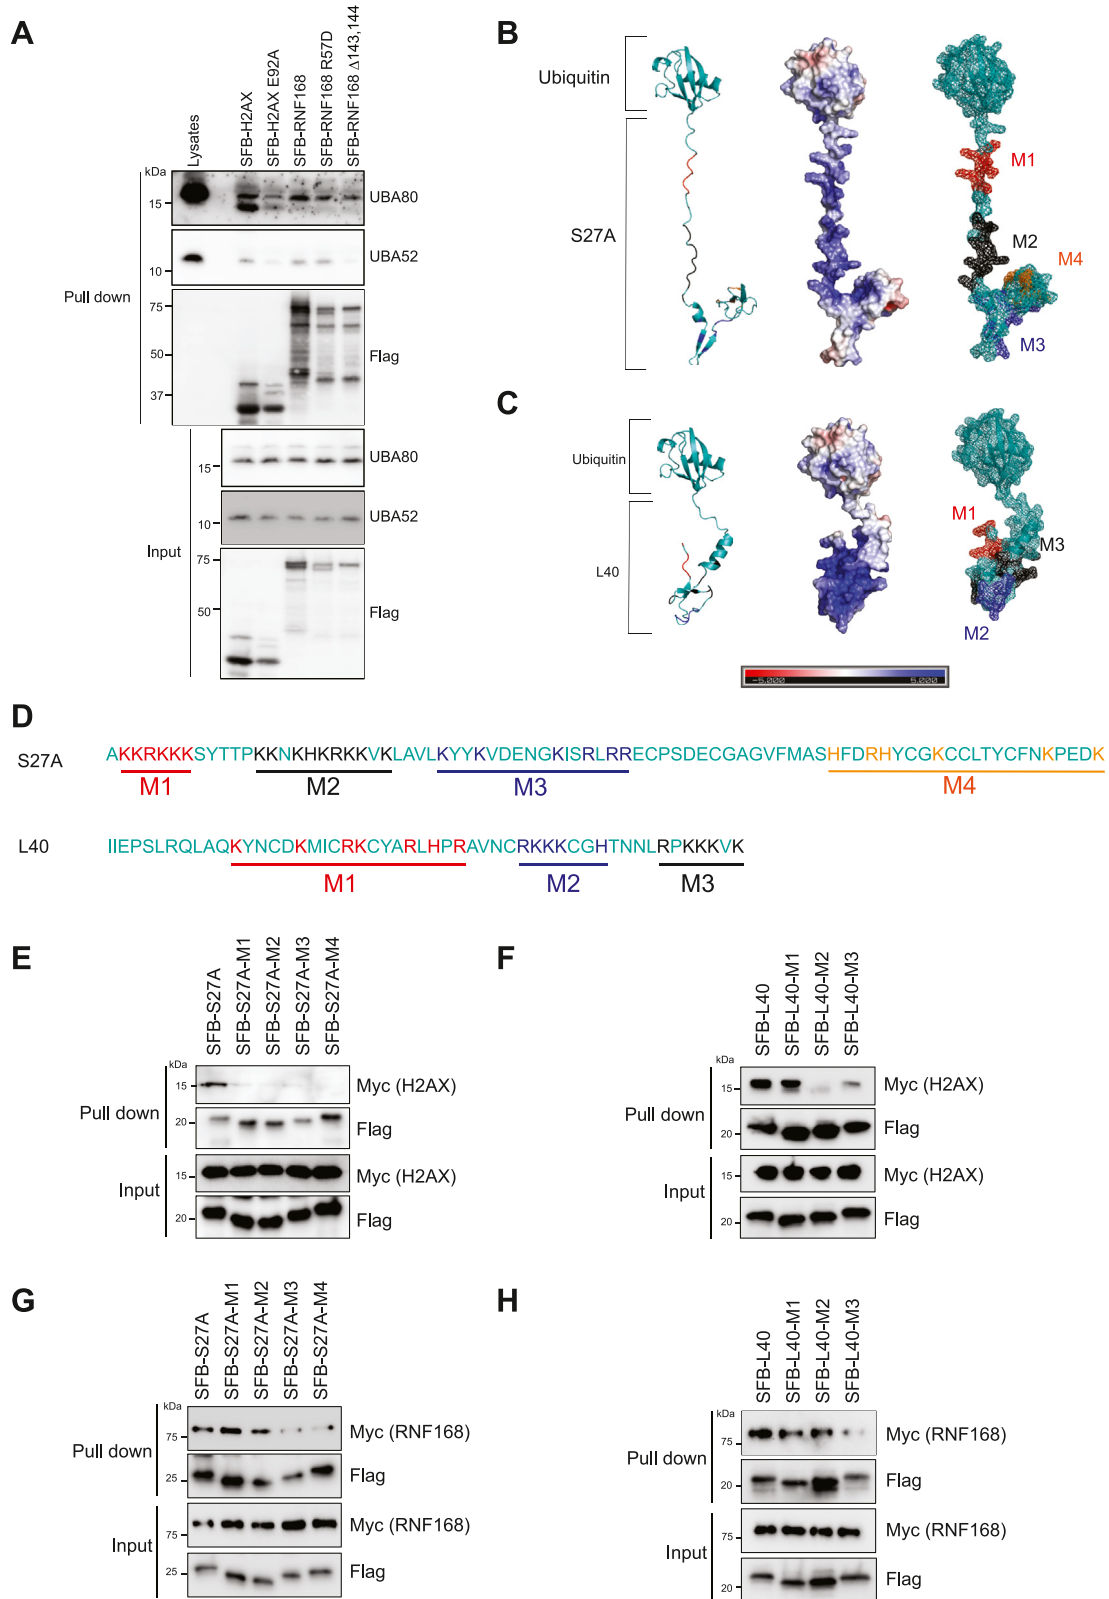 A
Lysates
SFB-H2AX
SFB-H2AX E92A
SFB-RNF168
SFB-RNF168 R57D
SFB-RNF168 Δ143,144
kDa
15
UBA80
10
UBA52
Pull down
75
50
37
Flag
15
UBA80
10
UBA52
Input
75
50
Flag
B
Ubiquitin
S27A
M1
M2
M4
M3
C
Ubiquitin
L40
M1
M3
M2
-5.000
5.000
D
S27A
AKKRKKKSYTTPKKNKHKRKKVKLAVLKYYKVDENGKISRLRRECPSDECGAGVFMASHFDRHYCGKCCLTYCFNKPEDK
M1
M2
M3
M4
L40
IIEPSLRQLAQKYNCDKMICRKCYARLHPRAVNCRKKKCGHTNNLRPKKKVK
M1
M2
M3
E
SFB-S27A
SFB-S27A-M1
SFB-S27A-M2
SFB-S27A-M3
SFB-S27A-M4
kDa
Pull down
15
Myc (H2AX)
20
Flag
Input
15
Myc (H2AX)
20
Flag
F
SFB-L40
SFB-L40-M1
SFB-L40-M2
SFB-L40-M3
kDa
Pull down
15
Myc (H2AX)
20
Flag
Input
15
Myc (H2AX)
20
Flag
G
SFB-S27A
SFB-S27A-M1
SFB-S27A-M2
SFB-S27A-M3
SFB-S27A-M4
kDa
Pull down
75
Myc (RNF168)
25
Flag
Input
75
Myc (RNF168)
25
Flag
H
SFB-L40
SFB-L40-M1
SFB-L40-M2
SFB-L40-M3
kDa
Pull down
75
Myc (RNF168)
20
Flag
Input
75
Myc (RNF168)
20
Flag